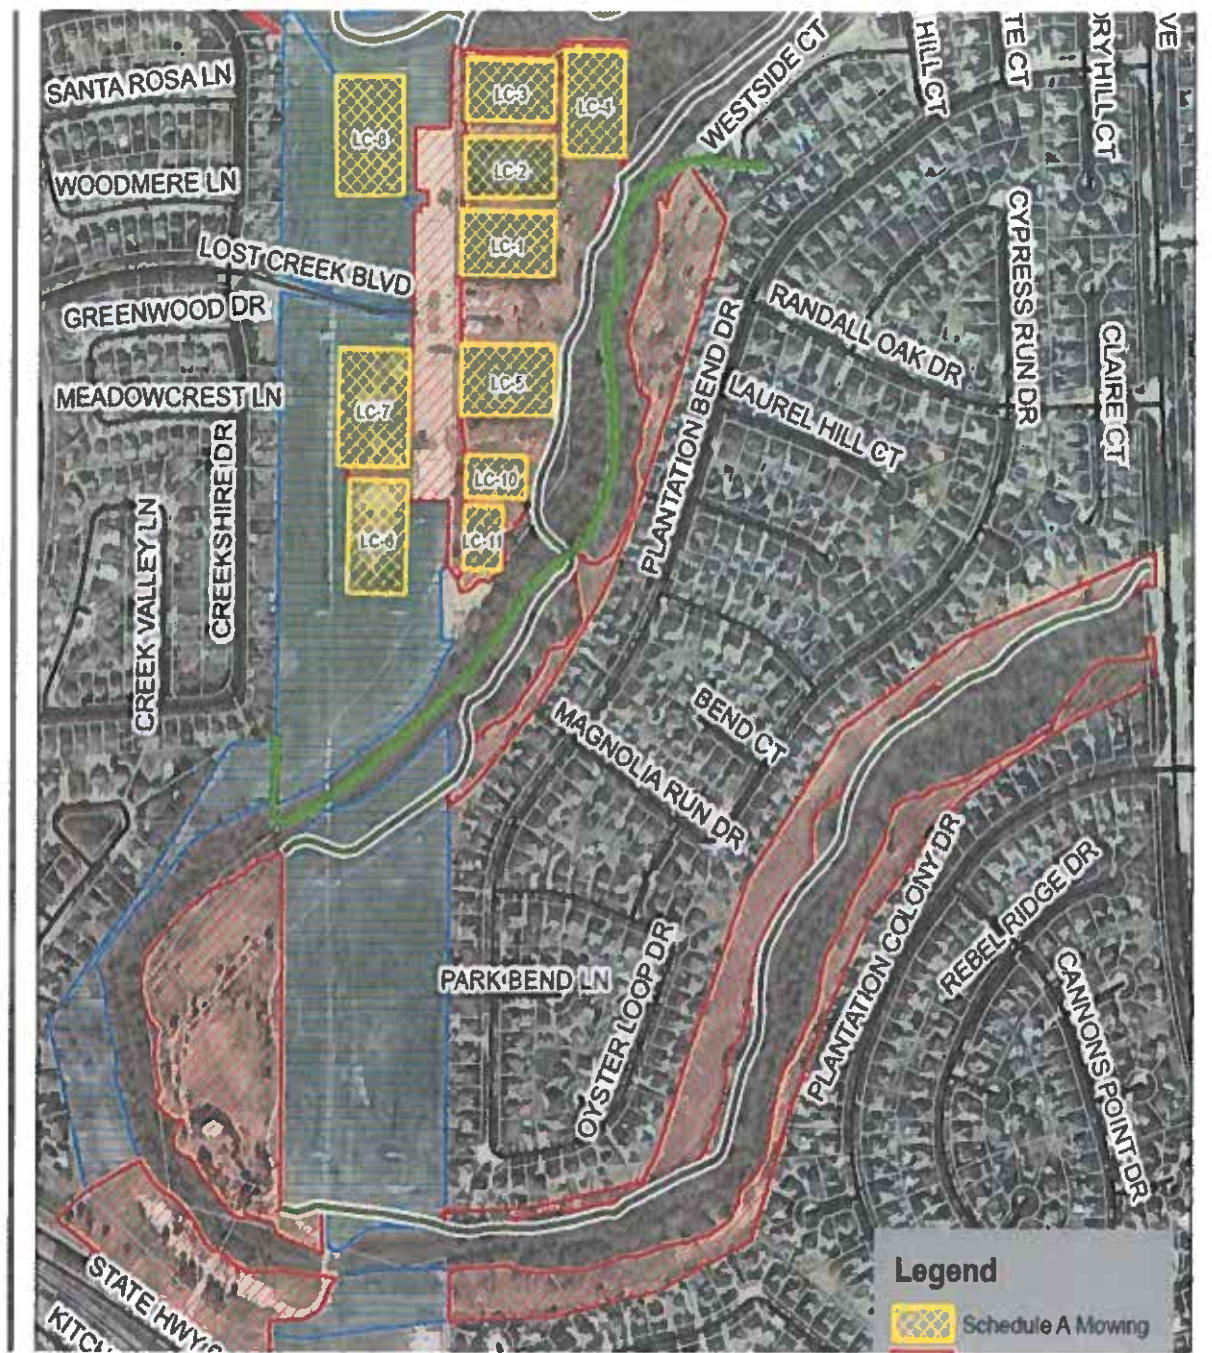 SANTA ROSA LN
WOODMERE LN
LOST CREEK BLVD
GREENWOOD DR
MEADOWCREST LN
CREEKSHIRE DR
CREEK VALLEY LN
LC-8
LC-3
LC-4
LC-2
LC-1
LC-7
LC-5
LC-10
LC-6
LC-11
WESTSIDE CT
HILL CT
TE CT
RY HILL CT
VE
CYPRESS RUN DR
RANDALL OAK DR
CLAIRE CT
LAUREL HILL CT
PLANTATION BEND DR
BEND CT
MAGNOLIA RUN DR
PARK BEND LN
OYSTER LOOP DR
PLANTATION COLONY DR
REBEL RIDGE DR
CANNONS POINT DR
STATE HWY
KITCH
Legend
Schedule A Mowing